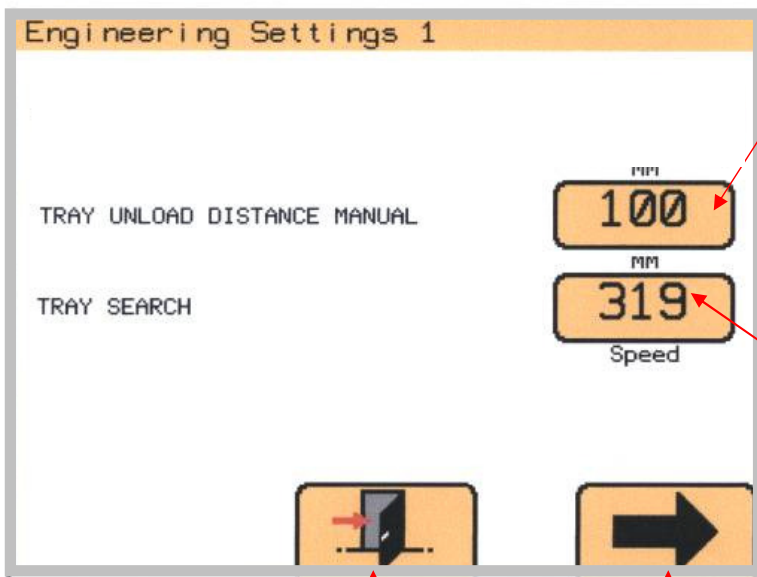 Engineering Settings 1
MM
TRAY UNLOAD DISTANCE MANUAL
100
MM
TRAY SEARCH
319
Speed